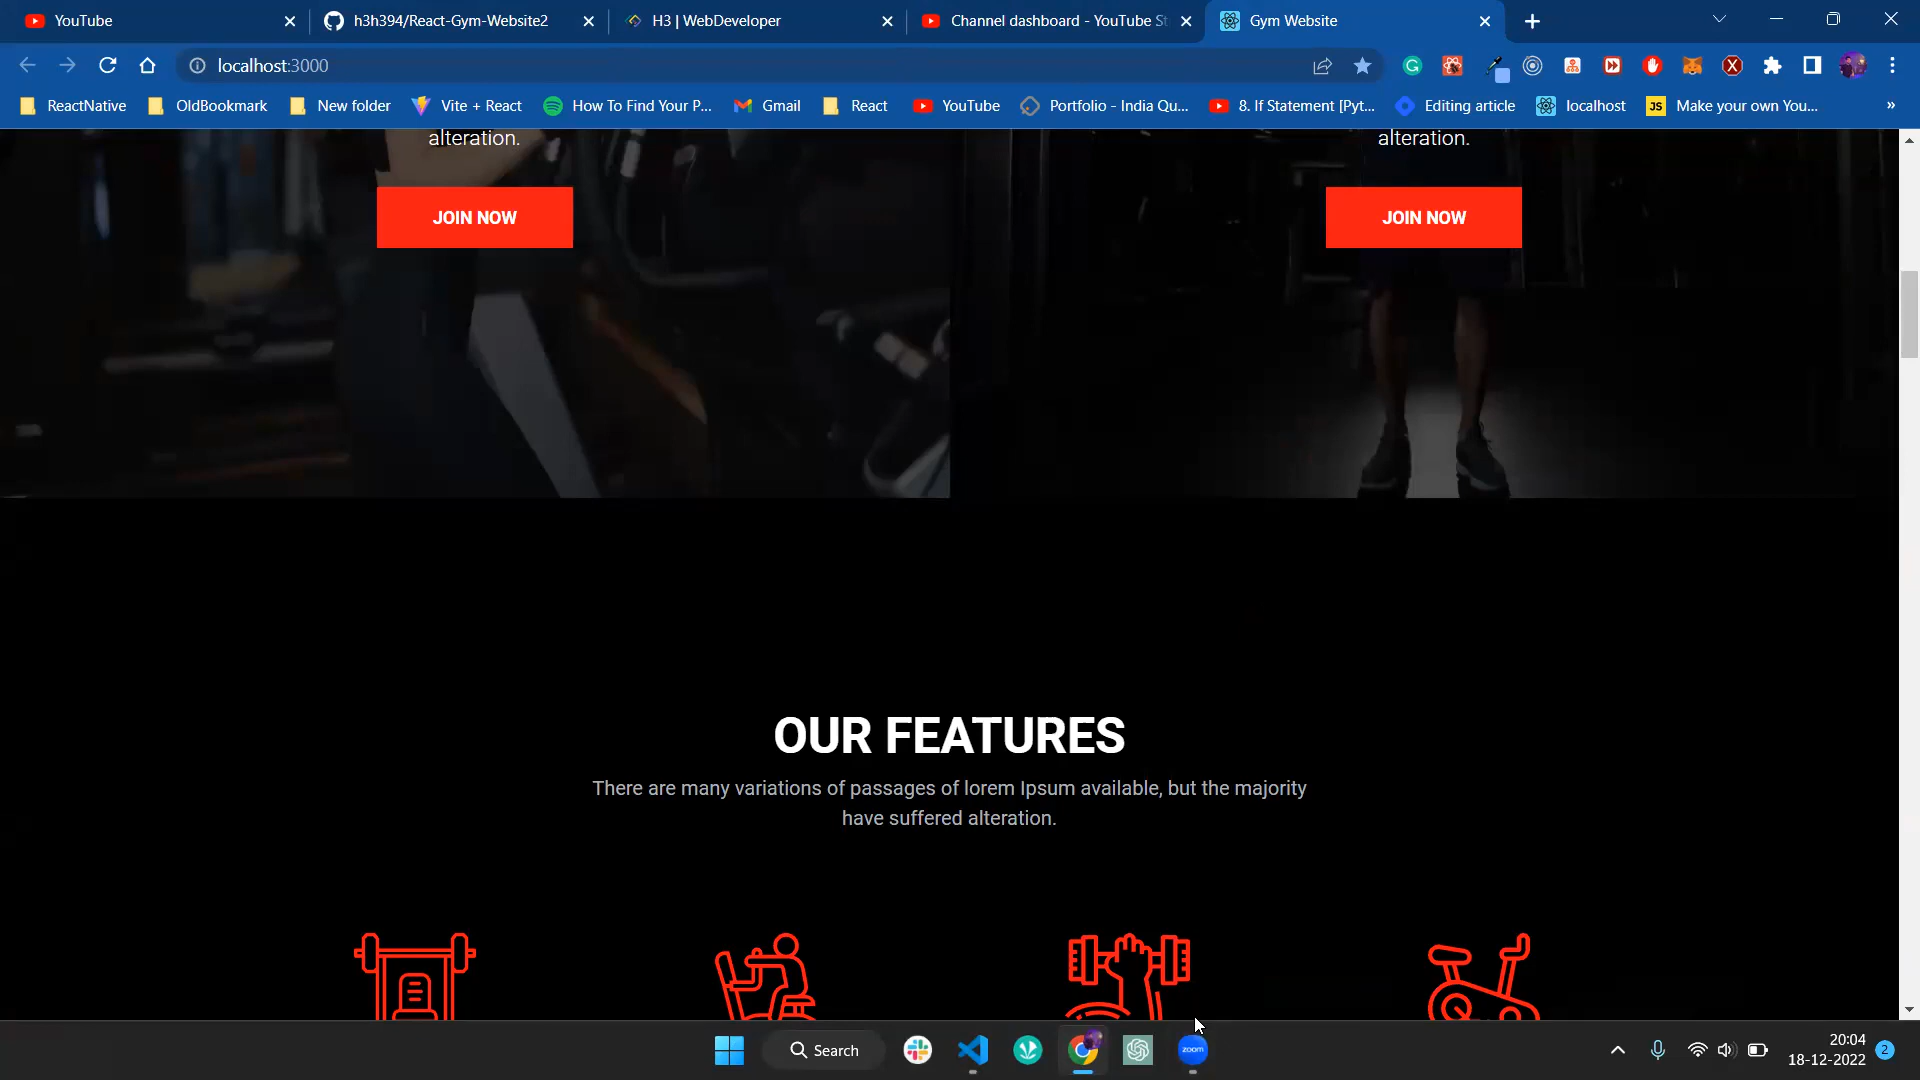 YouTube
h3h394/React-Gym-Website2
H3 | WebDeveloper
Channel dashboard - YouTube St
Gym Website
localhost:3000
ReactNative
OldBookmark
New folder
Vite + React
How To Find Your P...
Gmail
React
YouTube
Portfolio - India Qu...
8. If Statement [Pyt...
Editing article
localhost
JS
Make your own You...
»
alteration.
alteration.
JOIN NOW
JOIN NOW
OUR FEATURES
There are many variations of passages of lorem Ipsum available, but the majority
have suffered alteration.
Search
zoom
20:04
18-12-2022
2